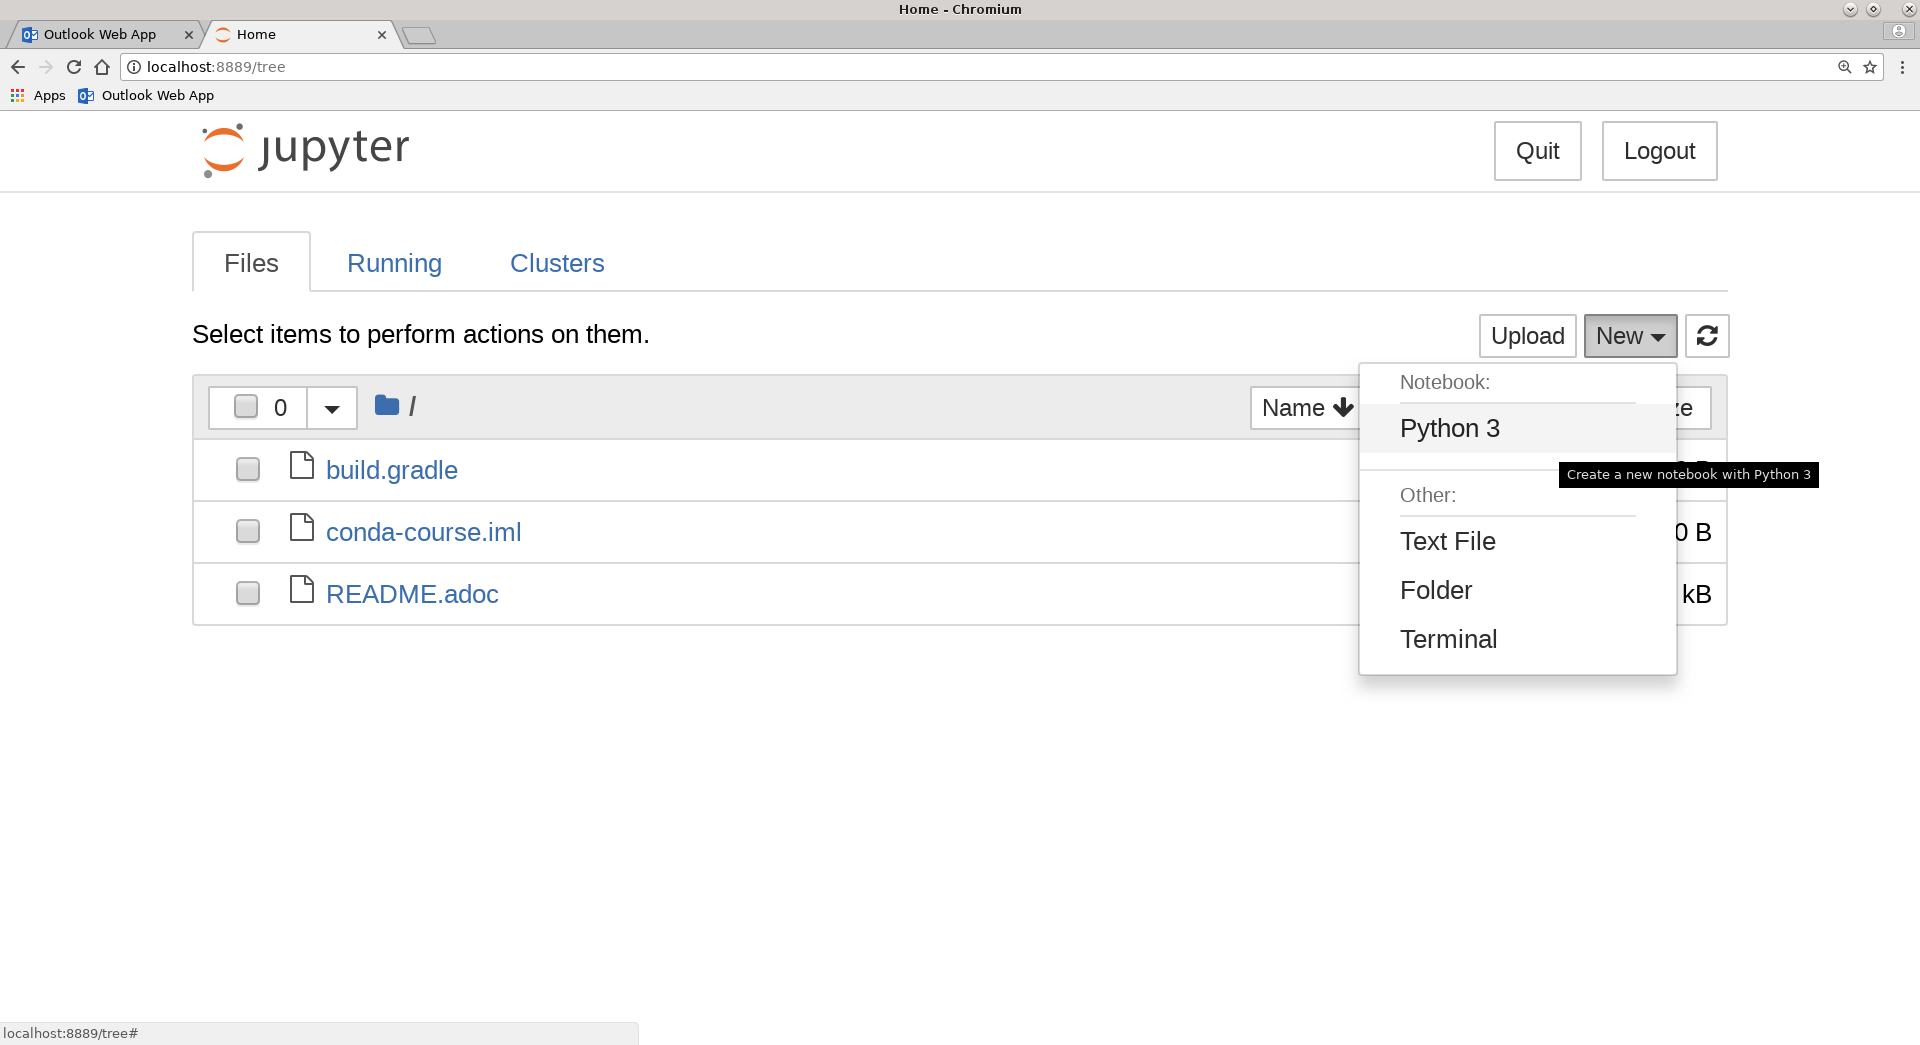 Home - Chromium
Outlook Web App
Home
localhost:8889/tree
Apps
Outlook Web App
jupyter
Quit
Logout
Files
Running
Clusters
Select items to perform actions on them.
Upload
New
0
/
Name
ze
Notebook:
Python 3
Create a new notebook with Python 3
Other:
Text File
Folder
Terminal
build.gradle
conda-course.iml
0 B
README.adoc
kB
localhost:8889/tree#